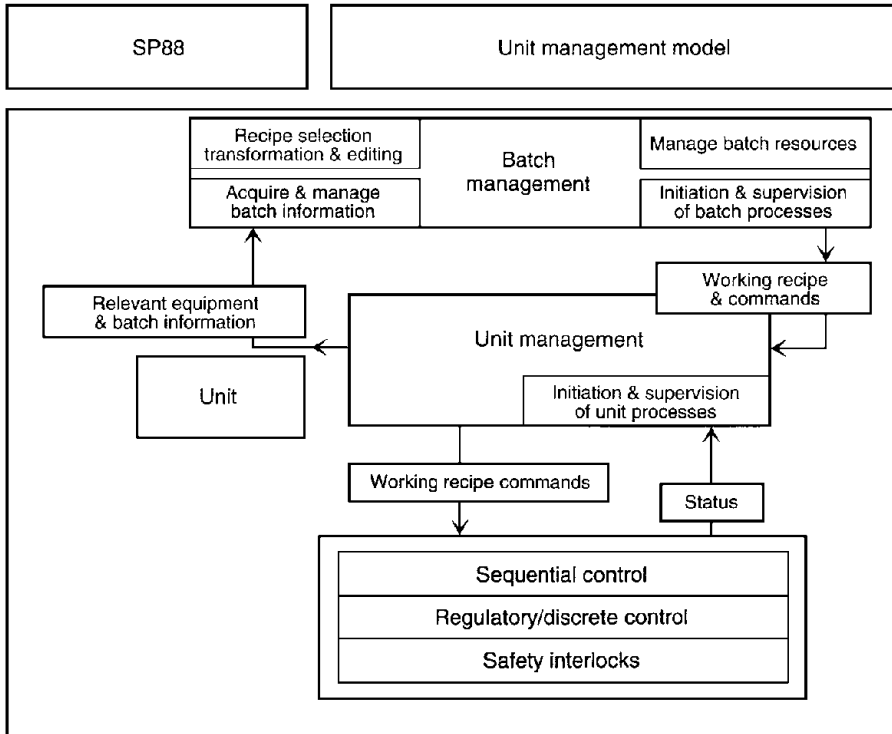 SP88
Unit management model
Recipe selection
transformation & editing
Batch
management
Manage batch resources
Acquire & manage
batch information
Initiation & supervision
of batch processes
Relevant equipment
& batch information
Working recipe
& commands
Unit management
Unit
Initiation & supervision
of unit processes
Working recipe commands
Status
Sequential control
Regulatory/discrete control
Safety interlocks